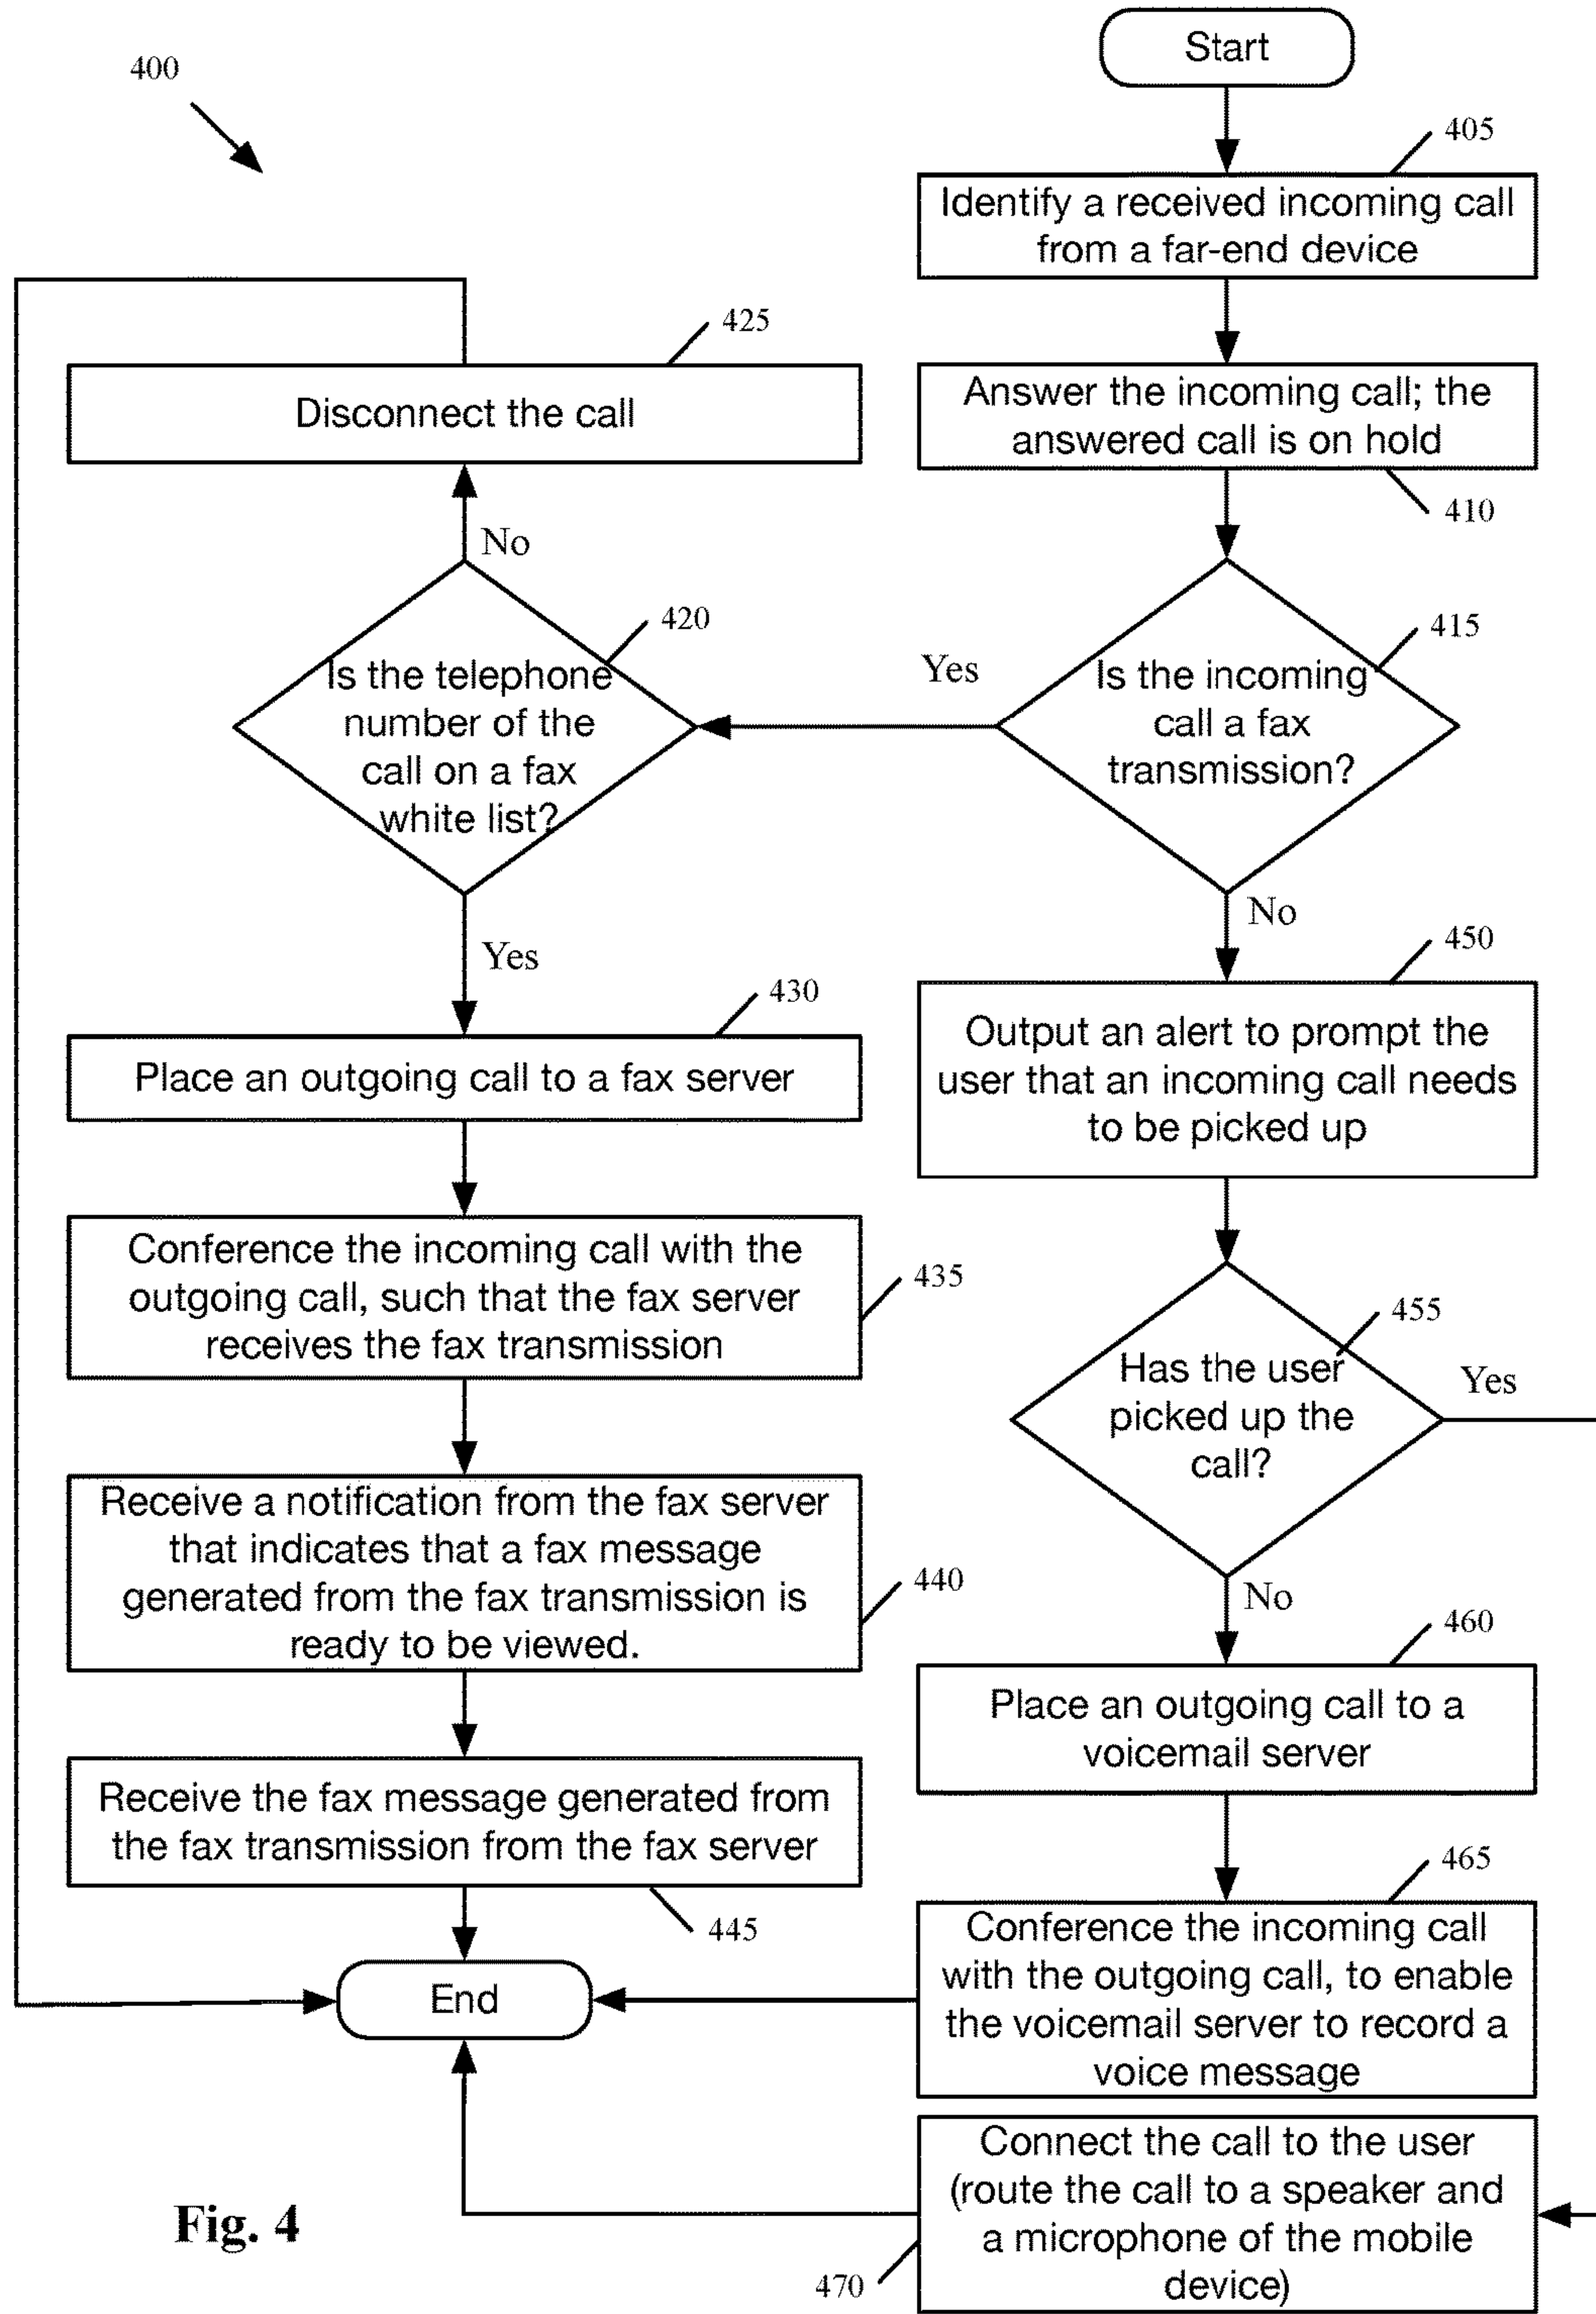 400
Start
405
Identify a received incoming call
from a far-end device
Answer the incoming call; the
answered call is on hold
410
Is the incoming
call a fax
transmission?
415
Yes
No
Is the telephone
number of the
call on a fax
white list?
420
No
Disconnect the call
425
Yes
430
Place an outgoing call to a fax server
Conference the incoming call with the
outgoing call, such that the fax server
receives the fax transmission
435
Receive a notification from the fax server
that indicates that a fax message
generated from the fax transmission is
ready to be viewed.
440
Receive the fax message generated from
the fax transmission from the fax server
445
End
450
Output an alert to prompt the
user that an incoming call needs
to be picked up
455
Has the user
picked up the
call?
Yes
No
460
Place an outgoing call to a
voicemail server
465
Conference the incoming call
with the outgoing call, to enable
the voicemail server to record a
voice message
Connect the call to the user
(route the call to a speaker and
a microphone of the mobile
device)
470
Fig. 4